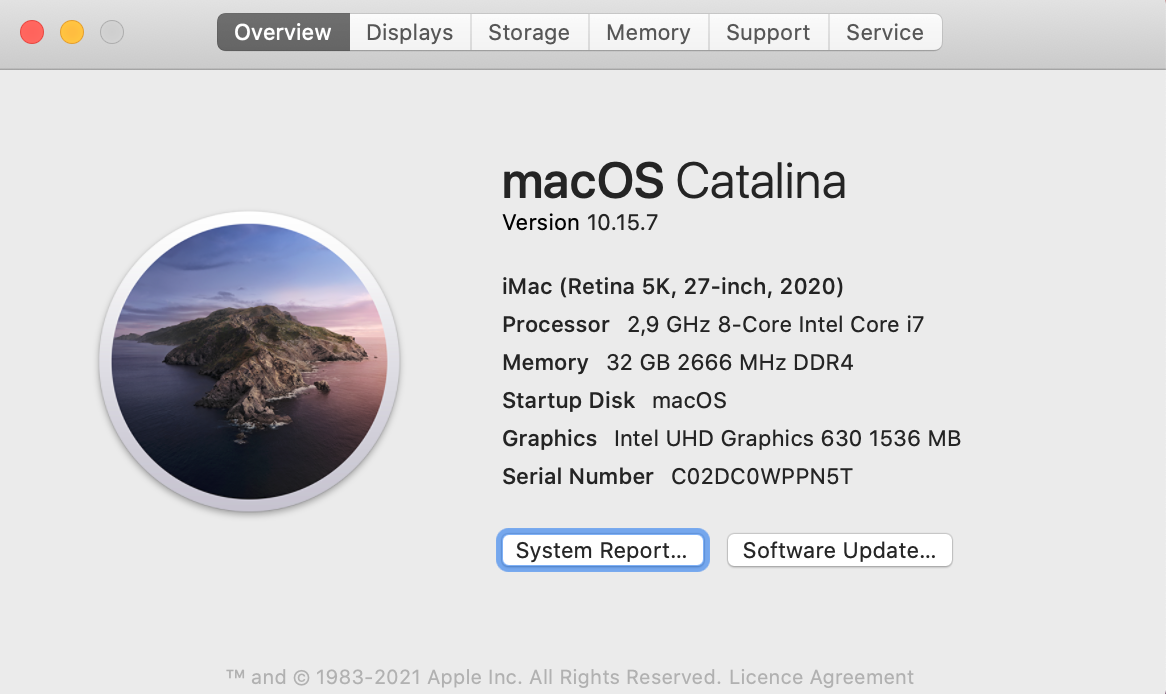 Overview Displays Storage Memory Support Service
macOS Catalina
Version 10.15.7
iMac (Retina 5K, 27-inch, 2020)
Processor 2,9 GHz 8-Core Intel Core i7
Memory 32 GB 2666 MHz DDR4
Startup Disk macOS
Graphics Intel UHD Graphics 630 1536 MB
Serial Number C02DC0WPPN5T
System Report... Software Update...
™ and © 1983-2021 Apple Inc. All Rights Reserved. Licence Agreement